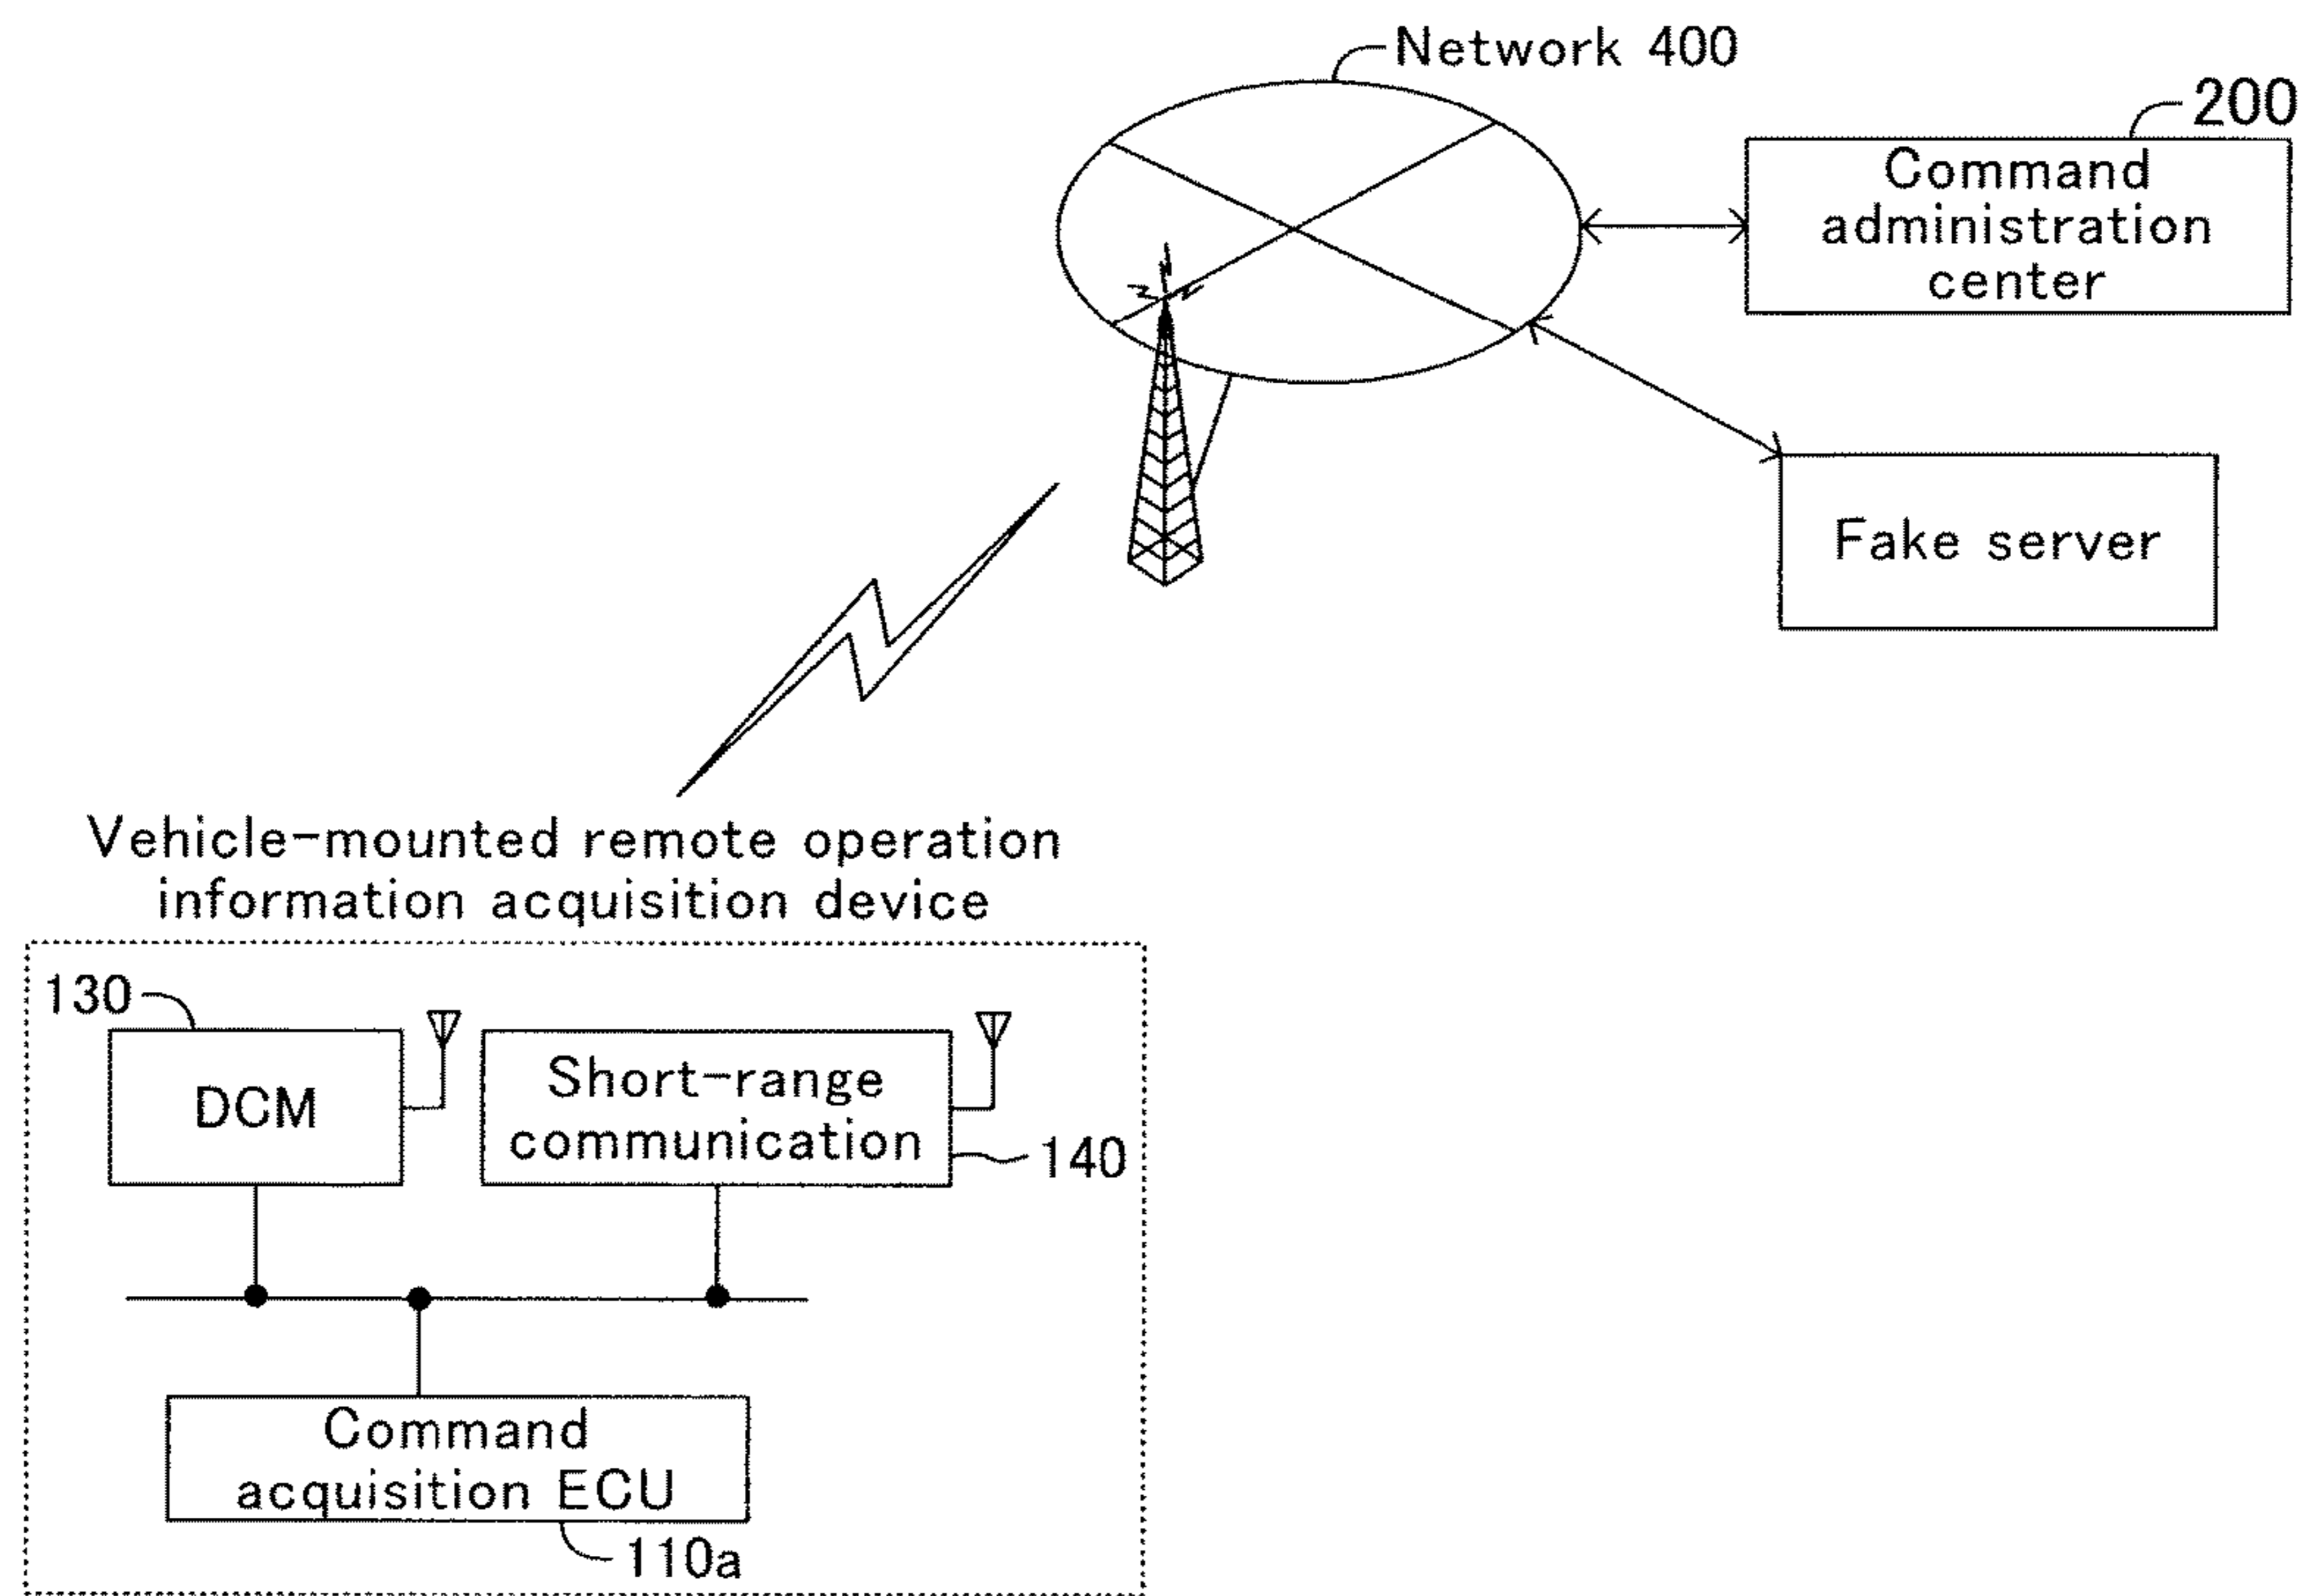 Network 400
200
Command
administration
center
Fake server
Vehicle-mounted remote operation
information acquisition device
130
DCM
Short-range
communication
140
Command
acquisition ECU
110a